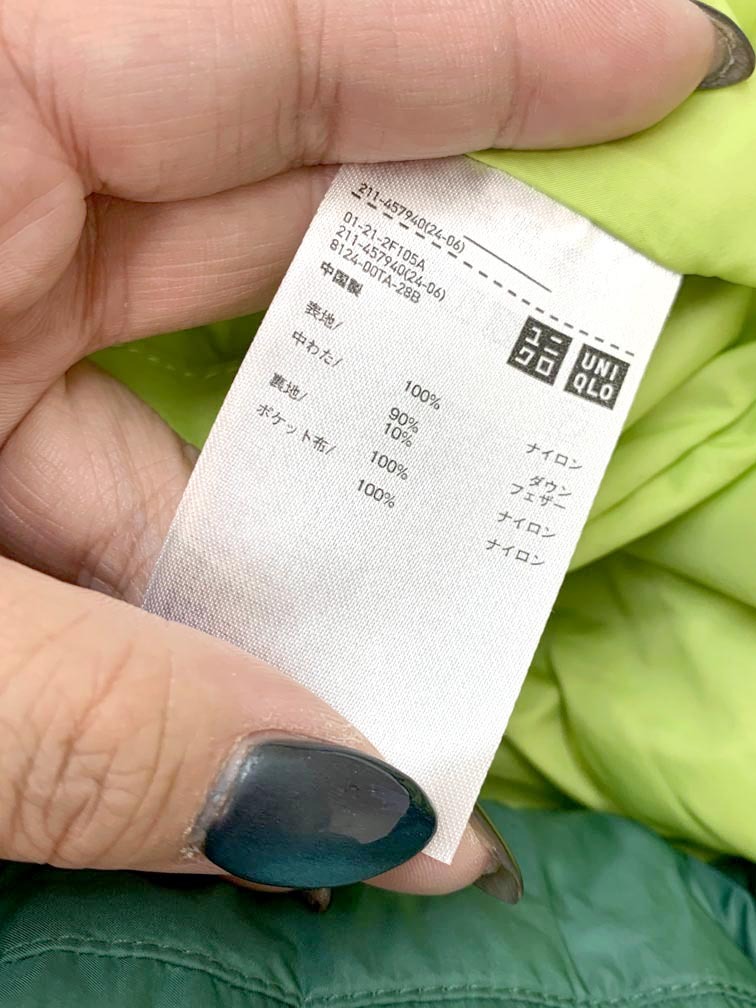 211-457940(24-06)
01-21-2F105A
211-457940(24-06)
8124-00TA-28B
中国製
ユニクロ
UNIQLO
表地/
100% ナイロン
中わた/
90% ダウン
10% フェザー
裏地/
100% ナイロン
ポケット布/
100% ナイロン